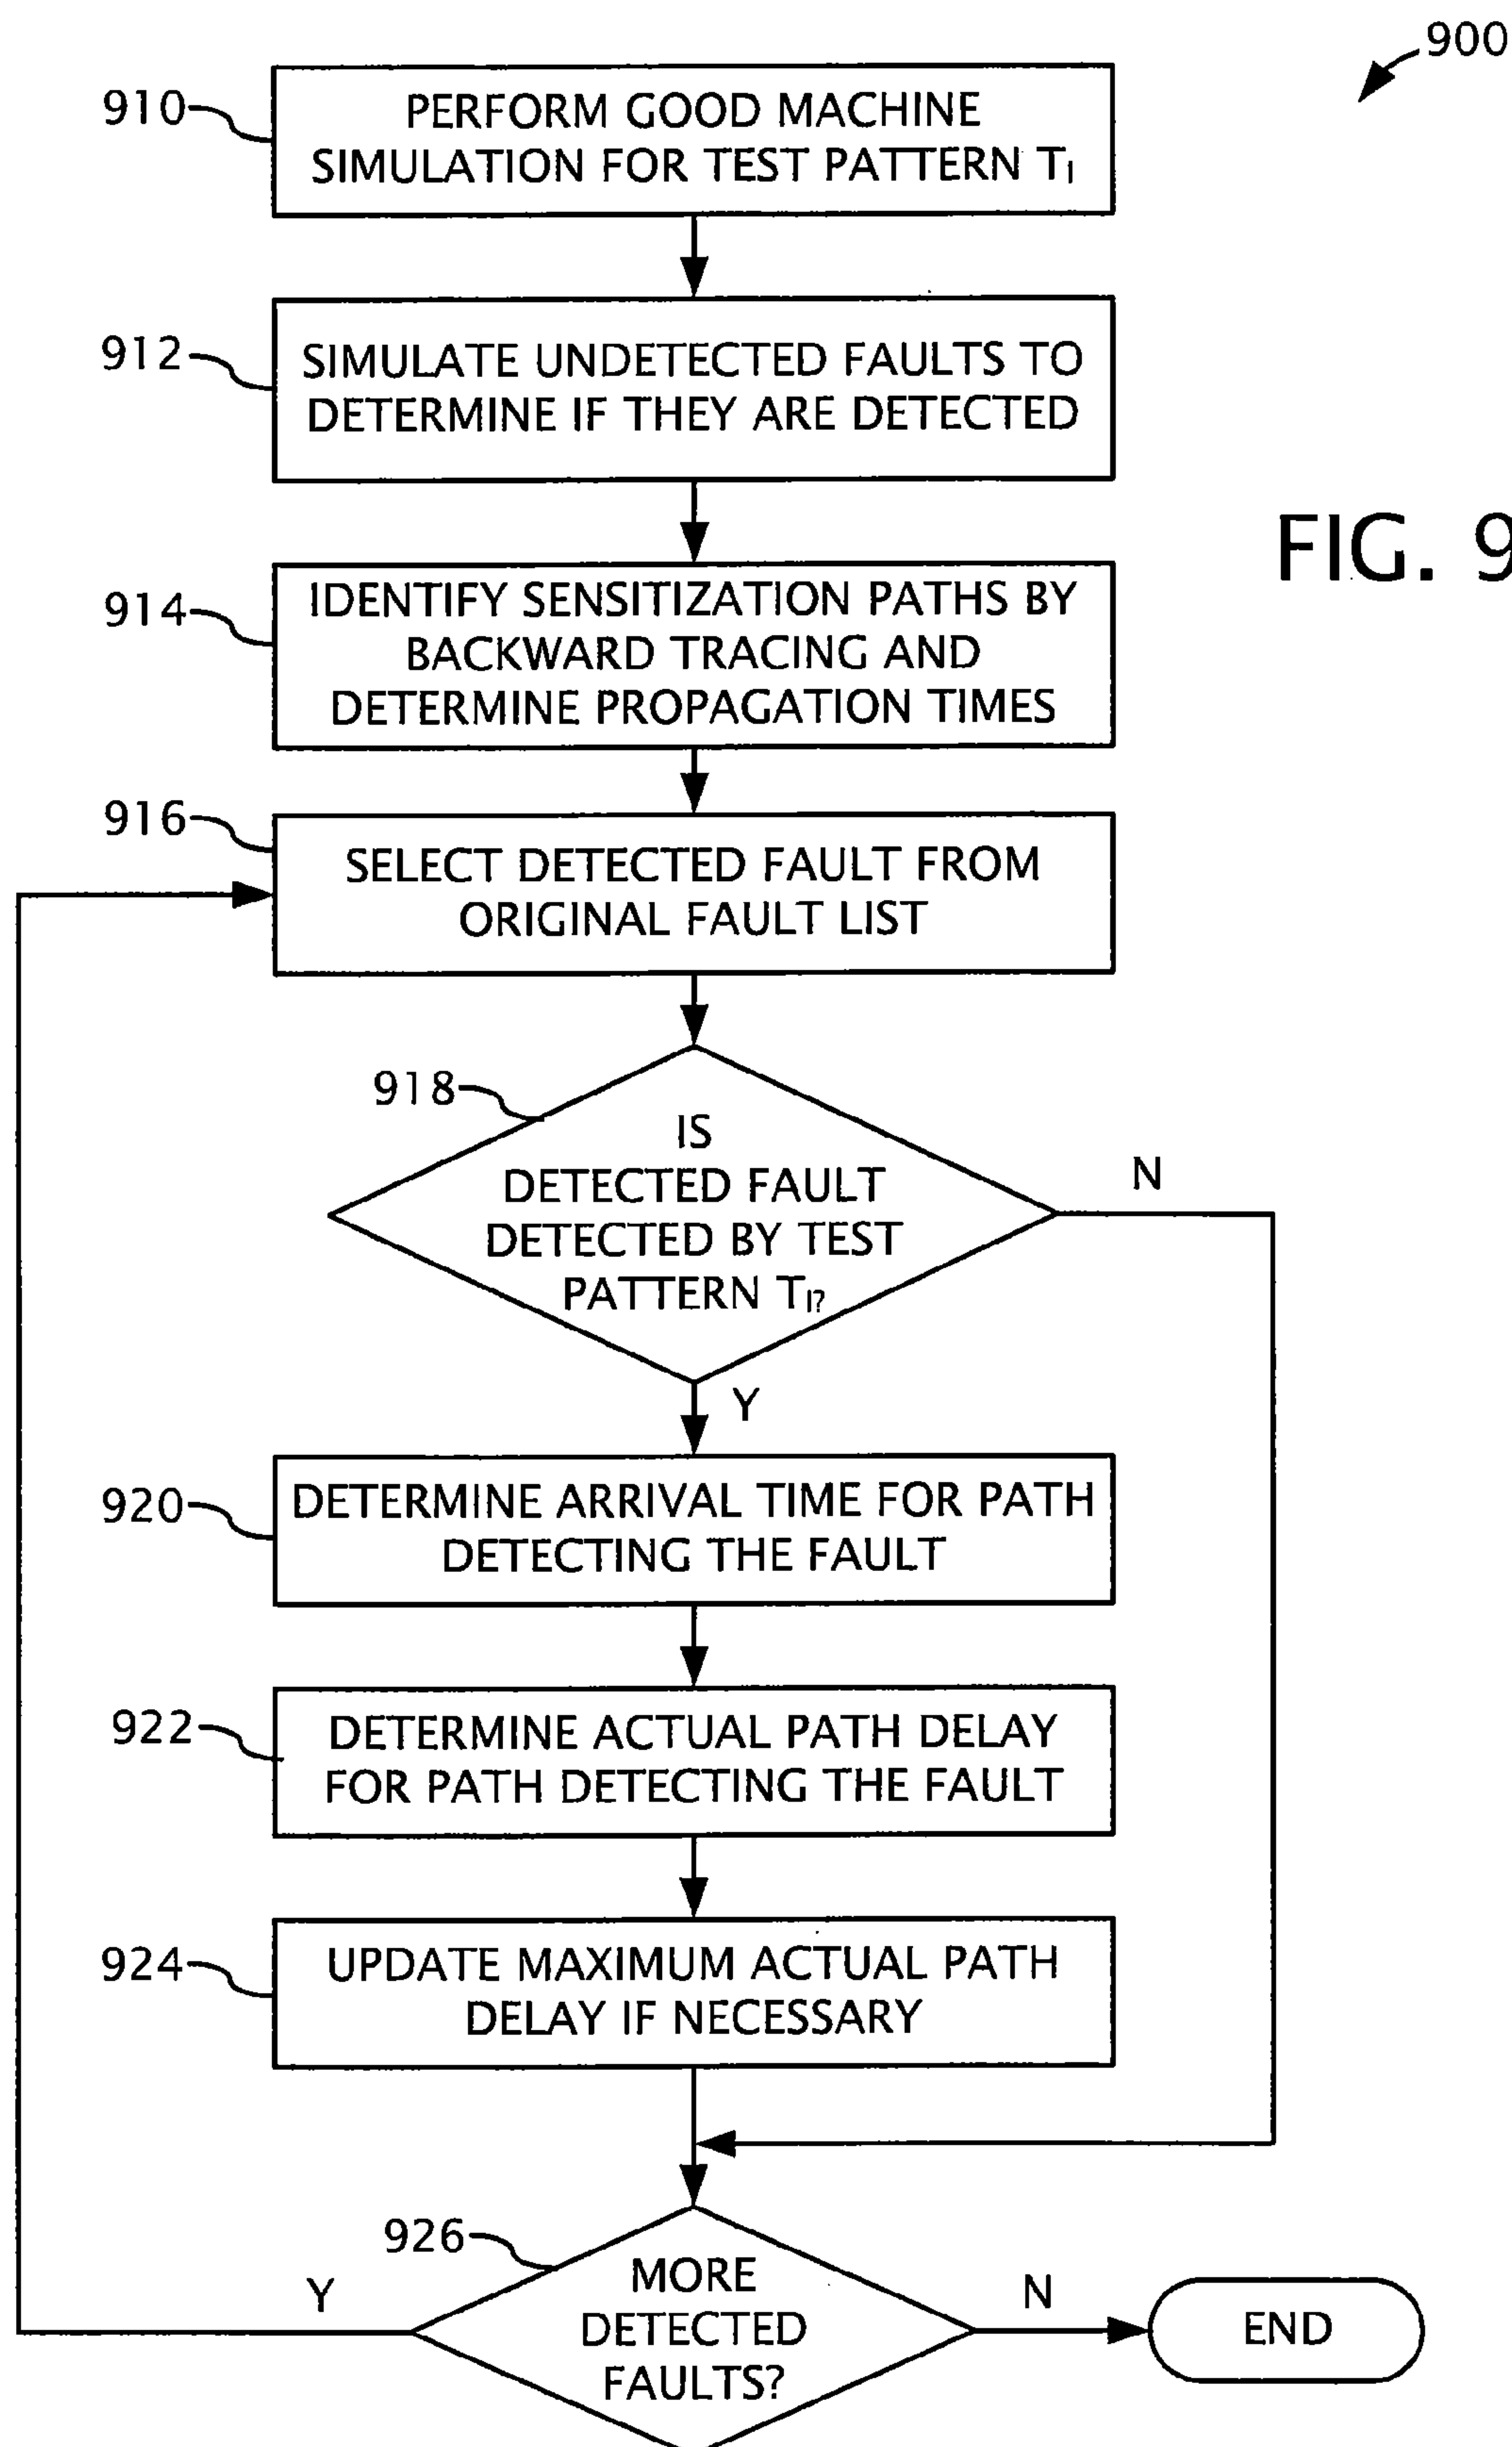 900
910
PERFORM GOOD MACHINE
SIMULATION FOR TEST PATTERN TI
912
SIMULATE UNDETECTED FAULTS TO
DETERMINE IF THEY ARE DETECTED
FIG. 9
914
IDENTIFY SENSITIZATION PATHS BY
BACKWARD TRACING AND
DETERMINE PROPAGATION TIMES
916
SELECT DETECTED FAULT FROM
ORIGINAL FAULT LIST
918
IS
DETECTED FAULT
DETECTED BY TEST
PATTERN TI?
N
Y
920
DETERMINE ARRIVAL TIME FOR PATH
DETECTING THE FAULT
922
DETERMINE ACTUAL PATH DELAY
FOR PATH DETECTING THE FAULT
924
UPDATE MAXIMUM ACTUAL PATH
DELAY IF NECESSARY
926
MORE
DETECTED
FAULTS?
Y
N
END